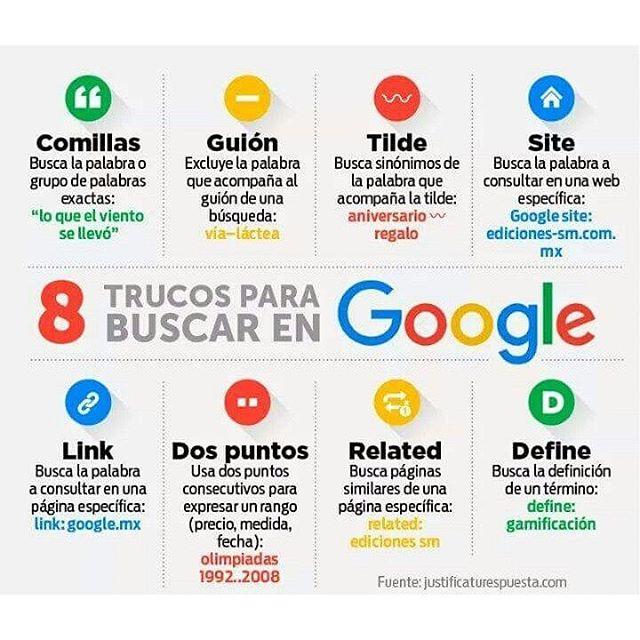 Comillas
Busca la palabra o
grupo de palabras
exactas:
“lo que el viento
se llevó”
Guión
Excluye la palabra
que acompaña al
guión de una
búsqueda:
vía–láctea
Tilde
Busca sinónimos de
la palabra que
acompaña la tilde:
aniversario ~
regalo
Site
Busca la palabra a
consultar en una web
específica:
Google site:
ediciones-sm.com.
mx
8 TRUCOS PARA
BUSCAR EN Google
Link
Busca la palabra
a consultar en una
página específica:
link: google.mx
Dos puntos
Usa dos puntos
consecutivos para
expresar un rango
(precio, medida,
fecha):
olimpiadas
1992..2008
Related
Busca páginas
similares de una
página específica:
related:
ediciones sm
D
Define
Busca la definición
de un término:
define:
gamificación
Fuente: justificaturespuesta.com